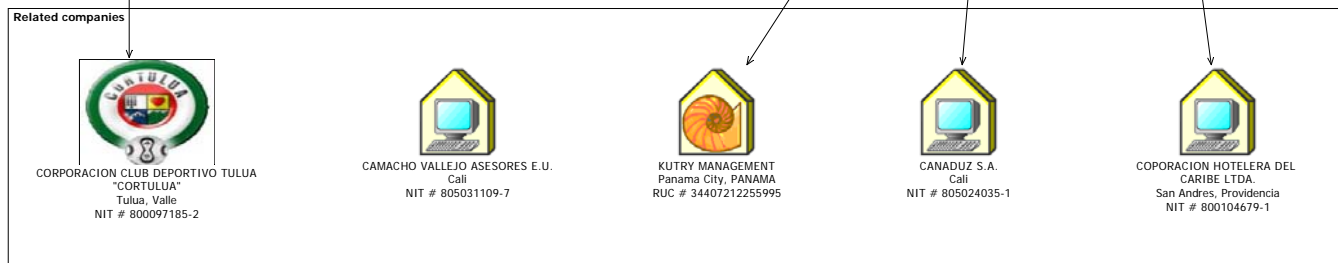 Related companies
CORTULUA
CORPORACION CLUB DEPORTIVO TULUA
"CORTULUA"
Tulua, Valle
NIT # 800097185-2
CAMACHO VALLEJO ASESORES E.U.
Cali
NIT # 805031109-7
KUTRY MANAGEMENT
Panama City, PANAMA
RUC # 34407212255995
CANADUZ S.A.
Cali
NIT # 805024035-1
COPORACION HOTELERA DEL
CARIBE LTDA.
San Andres, Providencia
NIT # 800104679-1